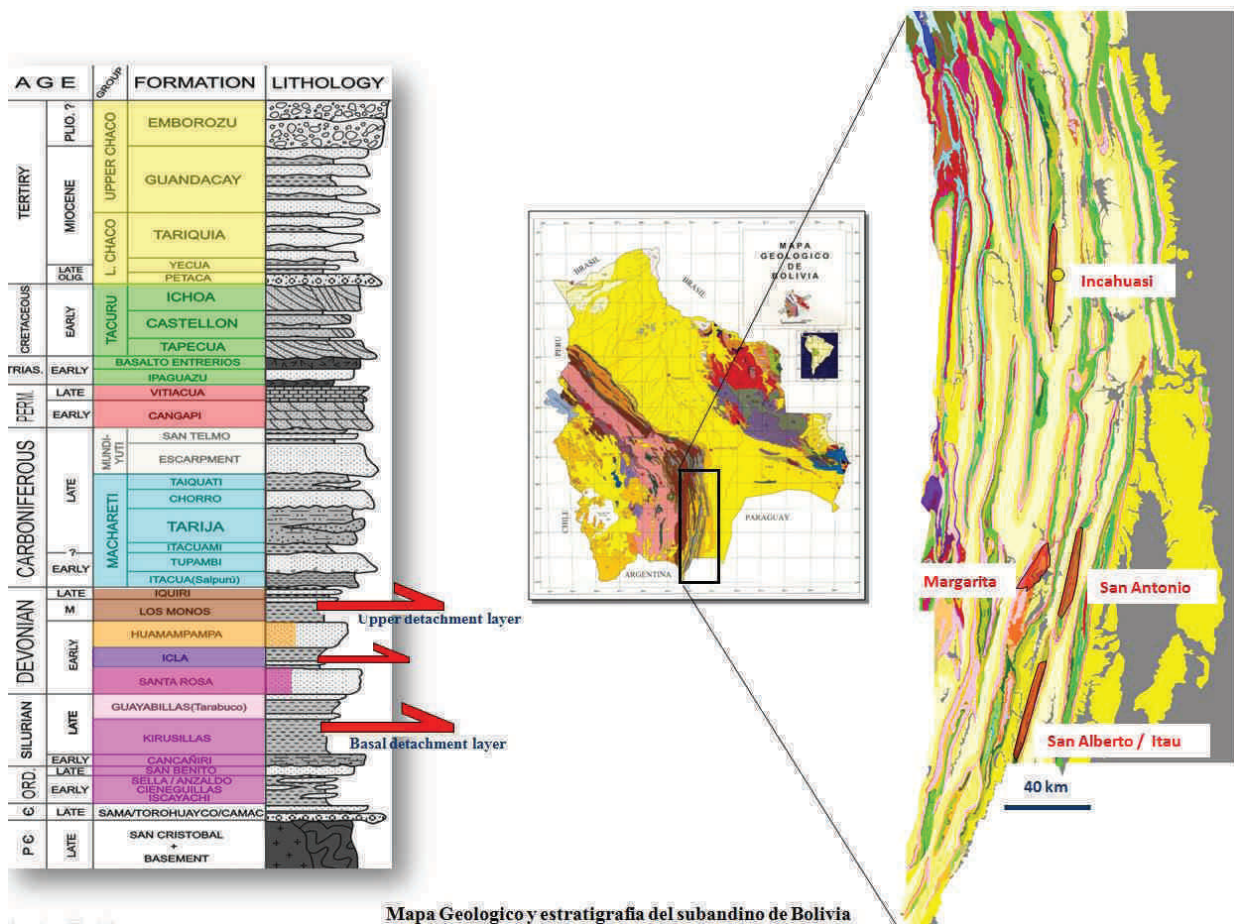 AGE GROUP FORMATION LITHOLOGY
TERTIRY
PLIO. ?
MIOCENE
LATE OLIG.
UPPER CHACO
L. CHACO
EMBOROZU
GUANDACAY
TARIQUIA
YECUA
PETACA
CRETACEOUS
EARLY
TACURU
ICHOA
CASTELLON
TAPECUA
TRIAS.
EARLY
BASALTO ENTRERIOS
IPAGUAZU
PERM.
LATE
VITIACUA
EARLY
CANGAPI
CARBONIFEROUS
LATE
?
EARLY
MUNDI-
YUTI
SAN TELMO
ESCARPMENT
MACHARETI
TAIQUATI
CHORRO
TARIJA
ITACUAMI
TUPAMBI
ITACUA(Salpurú)
DEVONIAN
LATE
IQUIRI
M
LOS MONOS
EARLY
HUAMAMPAMPA
ICLA
SANTA ROSA
Upper detachment layer
SILURIAN
LATE
GUAYABILLAS(Tarabuco)
KIRUSILLAS
Basal detachment layer
EARLY
CANCAÑIRI
ORD.
LATE
SAN BENITO
EARLY
SELLA / ANZALDO
CIENEGUILLAS
ISCAYACHI
Є
LATE
SAMA/TOROHUAYCO/CAMAC
PЄ
LATE
SAN CRISTOBAL
+
BASEMENT
MAPA
GEOLOGICO
DE
BOLIVIA
BRASIL
BRASIL
PERU
CHILE
PARAGUAY
ARGENTINA
Incahuasi
Margarita
San Antonio
San Alberto / Itau
40 km
Mapa Geologico y estratigrafia del subandino de Bolivia